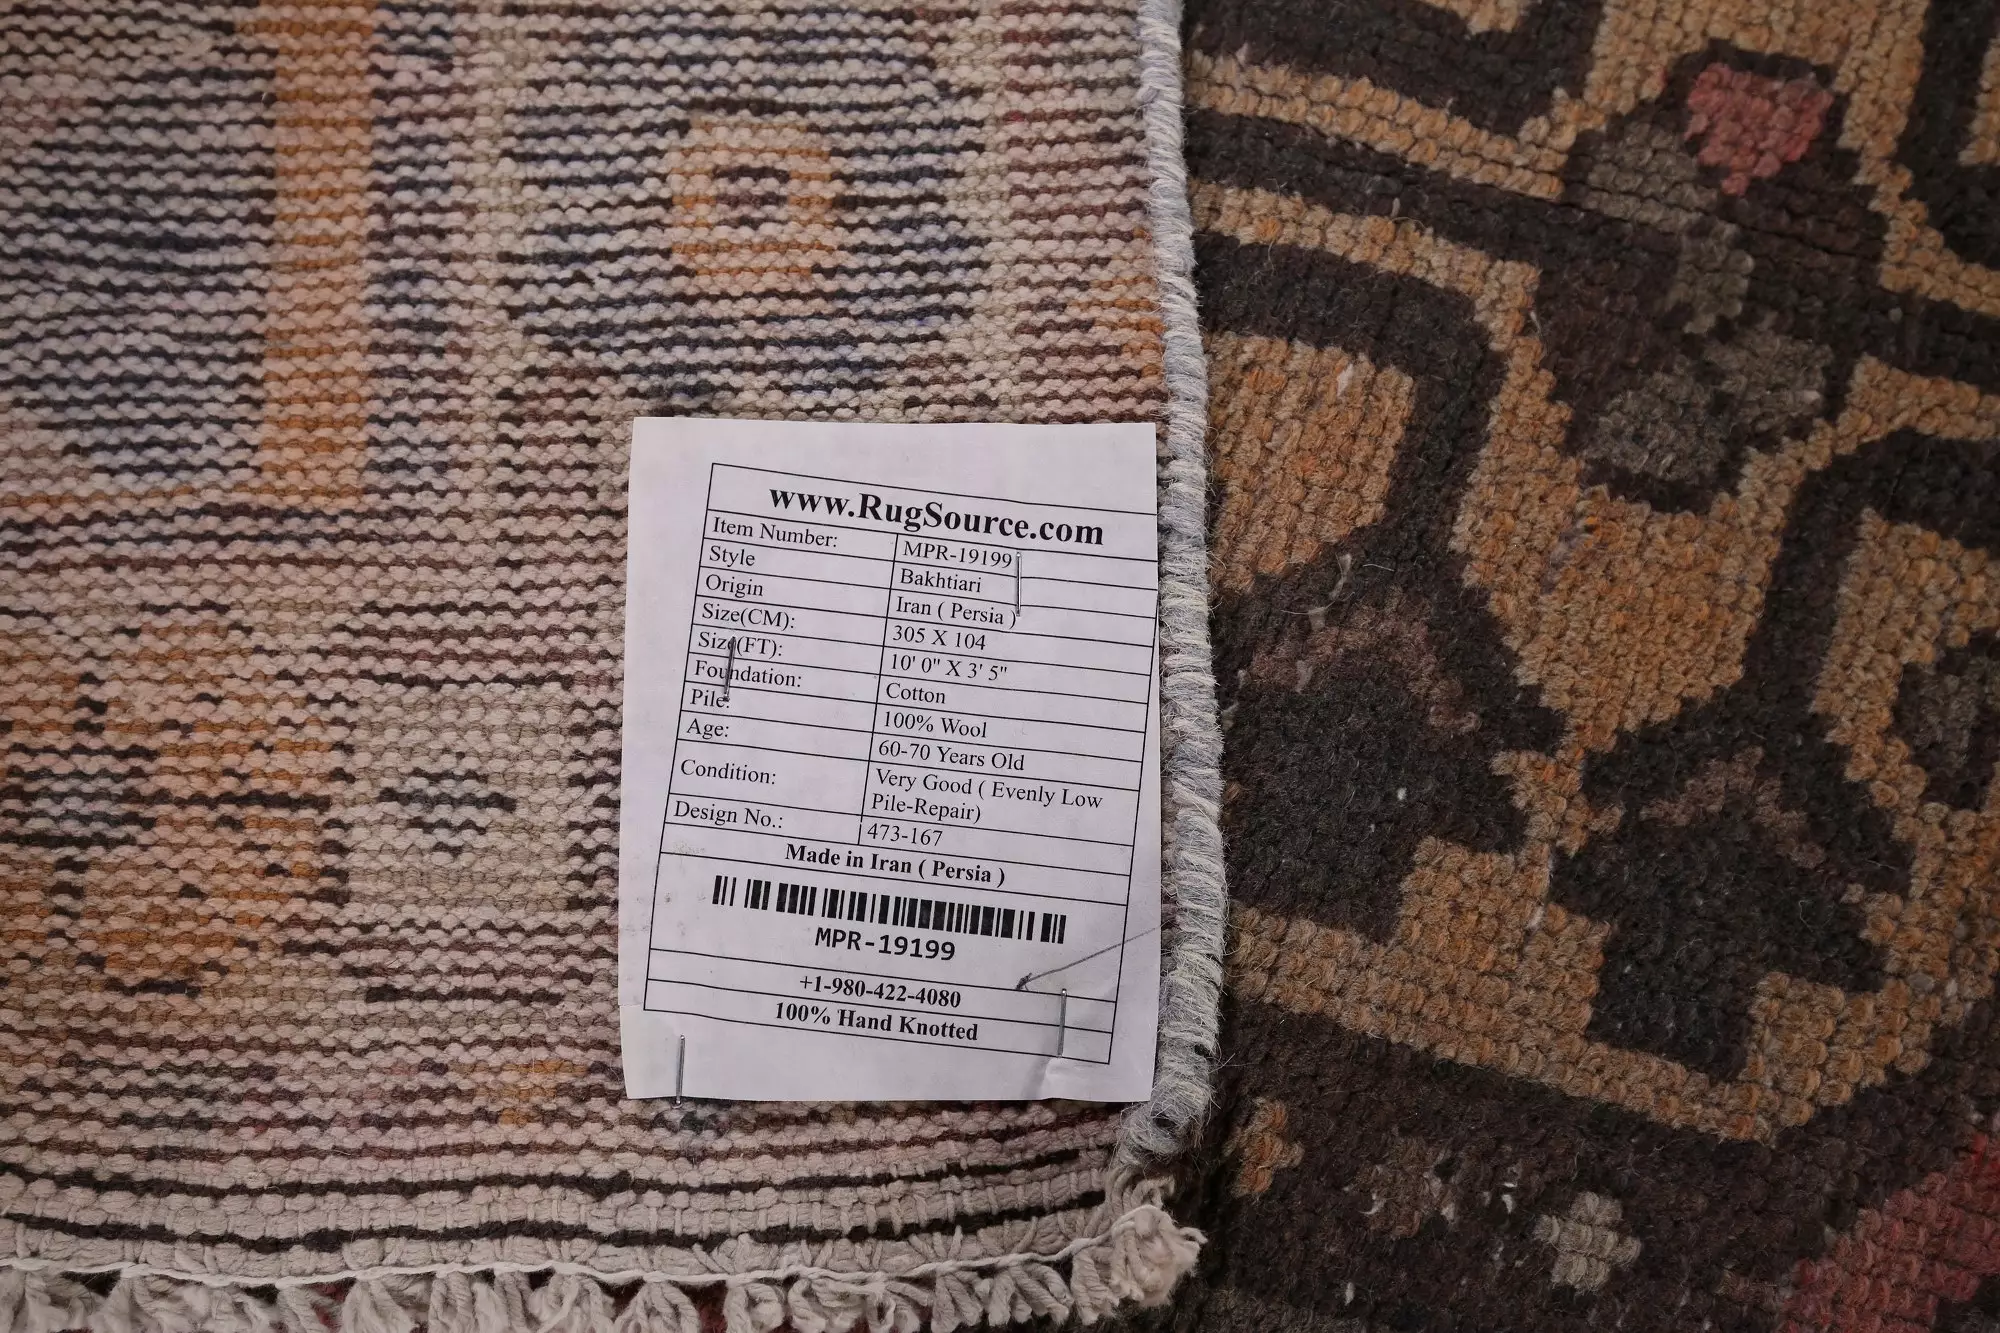 www.RugSource.com
Item Number: MPR-19199
Style Bakhtiari
Origin Iran ( Persia )
Size(CM): 305 X 104
Size(FT): 10' 0" X 3' 5"
Foundation: Cotton
Pile: 100% Wool
Age: 60-70 Years Old
Condition: Very Good ( Evenly Low
Pile-Repair)
Design No.: 473-167
Made in Iran ( Persia )
MPR-19199
+1-980-422-4080
100% Hand Knotted